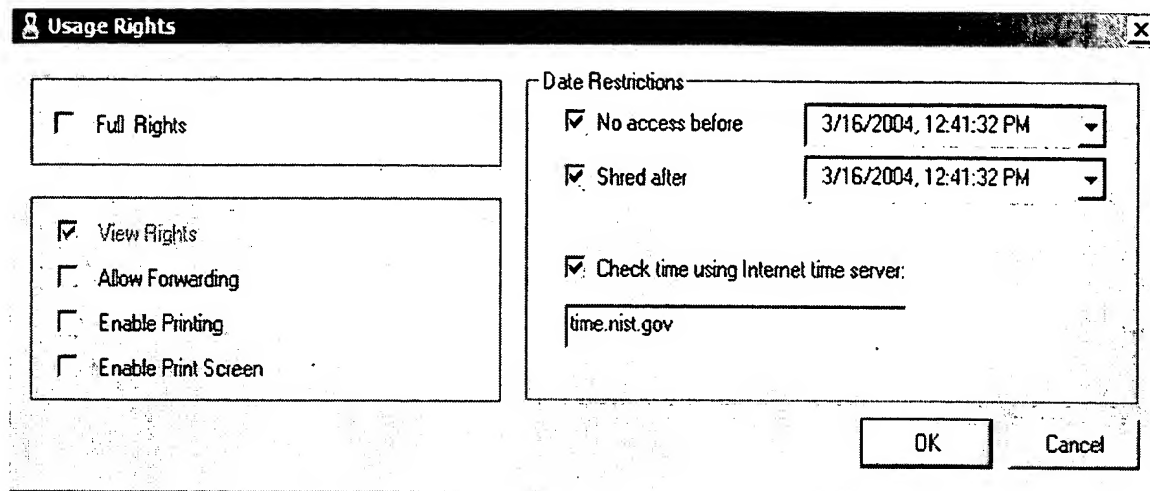 Usage Rights
Full Rights
View Rights
Allow Forwarding
Enable Printing
Enable Print Screen
Date Restrictions
No access before 3/16/2004, 12:41:32 PM
Shred after 3/16/2004, 12:41:32 PM
Check time using Internet time server:
time.nist.gov
OK Cancel